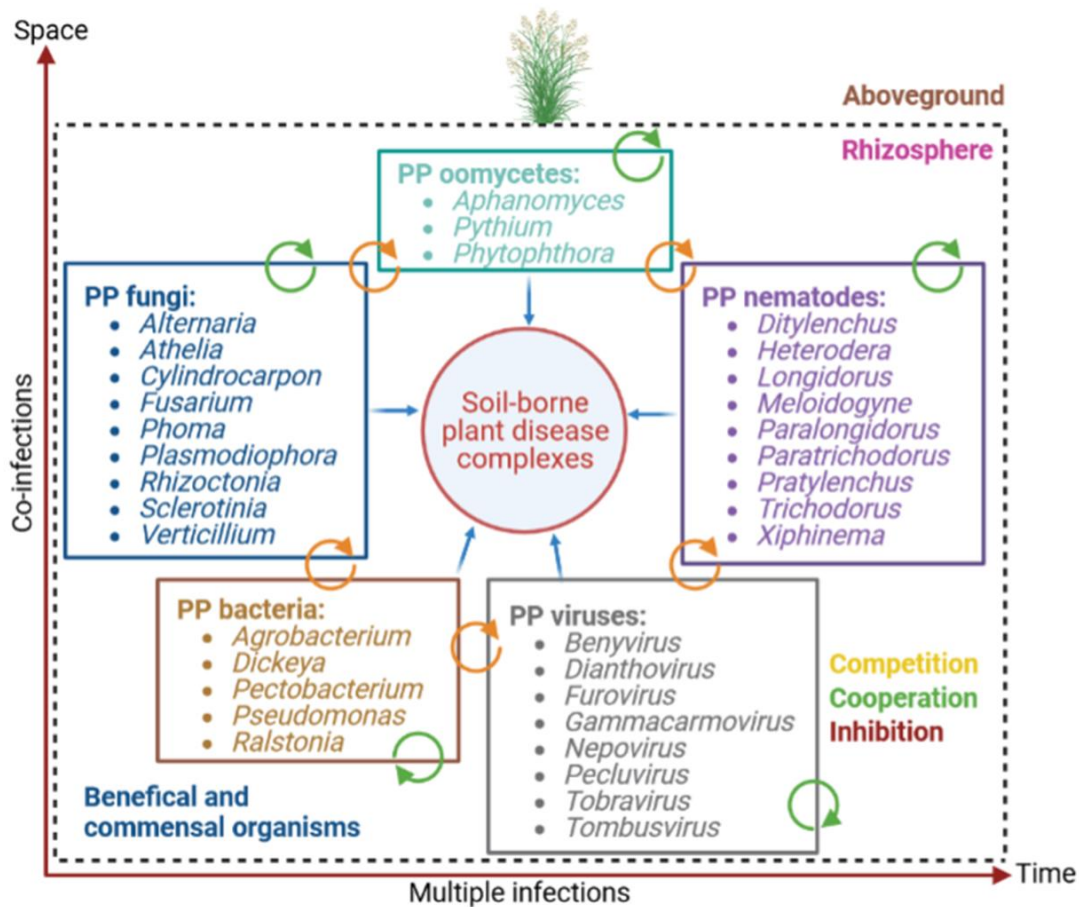 Space
Aboveground
Rhizosphere
PP oomycetes:
• Aphanomyces
• Pythium
• Phytophthora
PP fungi:
• Alternaria
• Athelia
• Cylindrocarpon
• Fusarium
• Phoma
• Plasmodiophora
• Rhizoctonia
• Sclerotinia
• Verticillium
Soil-borne
plant disease
complexes
PP nematodes:
• Ditylenchus
• Heterodera
• Longidorus
• Meloidogyne
• Paralongidorus
• Paratrichodorus
• Pratylenchus
• Trichodorus
• Xiphinema
Co-infections
PP bacteria:
• Agrobacterium
• Dickeya
• Pectobacterium
• Pseudomonas
• Ralstonia
PP viruses:
• Benyvirus
• Dianthovirus
• Furovirus
• Gammacarmovirus
• Nepovirus
• Pecluvirus
• Tobravirus
• Tombusvirus
Competition
Cooperation
Inhibition
Benefical and
commensal organisms
Time
Multiple infections